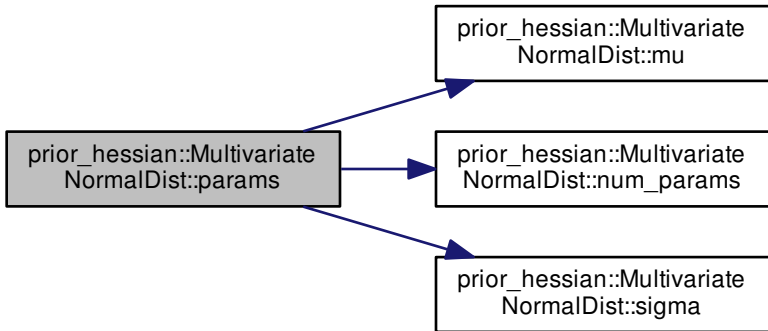 prior_hessian::Multivariate
NormalDist::mu
prior_hessian::Multivariate
NormalDist::params
prior_hessian::Multivariate
NormalDist::num_params
prior_hessian::Multivariate
NormalDist::sigma